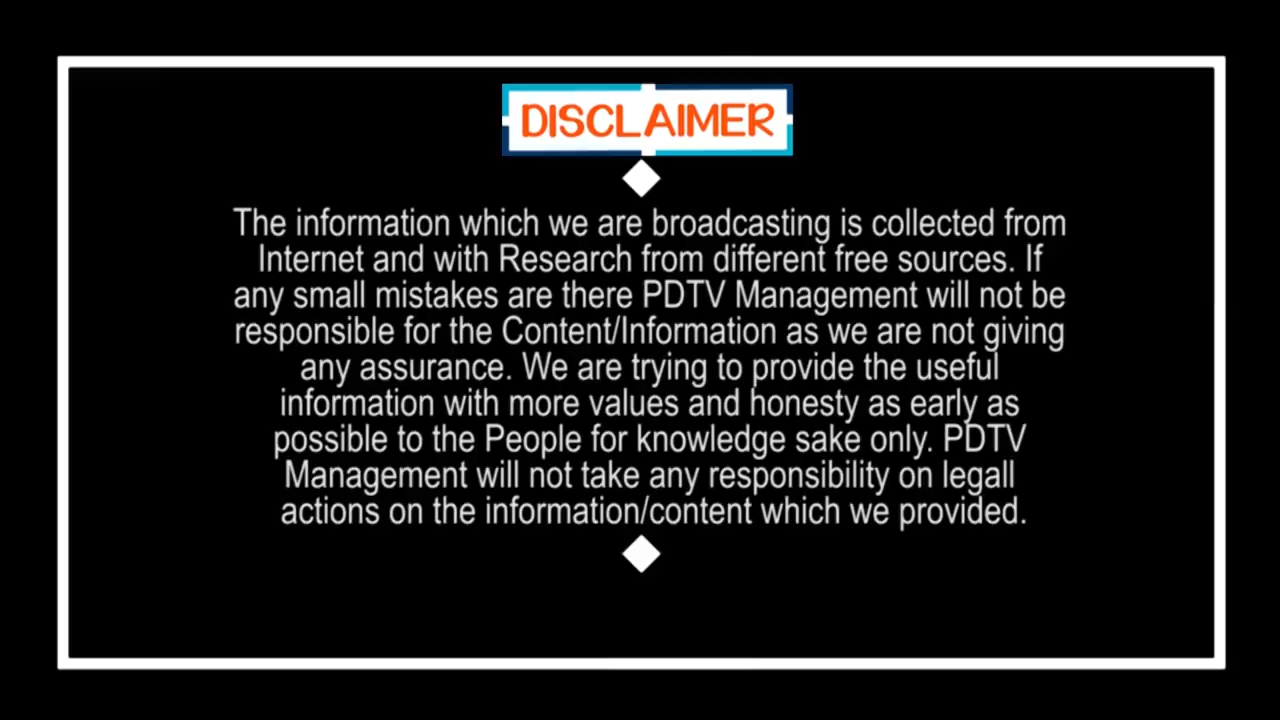 DISCLAIMER
The information which we are broadcasting is collected from
Internet and with Research from different free sources. If
any small mistakes are there PDTV Management will not be
responsible for the Content/Information as we are not giving
any assurance. We are trying to provide the useful
information with more values and honesty as early as
possible to the People for knowledge sake only. PDTV
Management will not take any responsibility on legall
actions on the information/content which we provided.